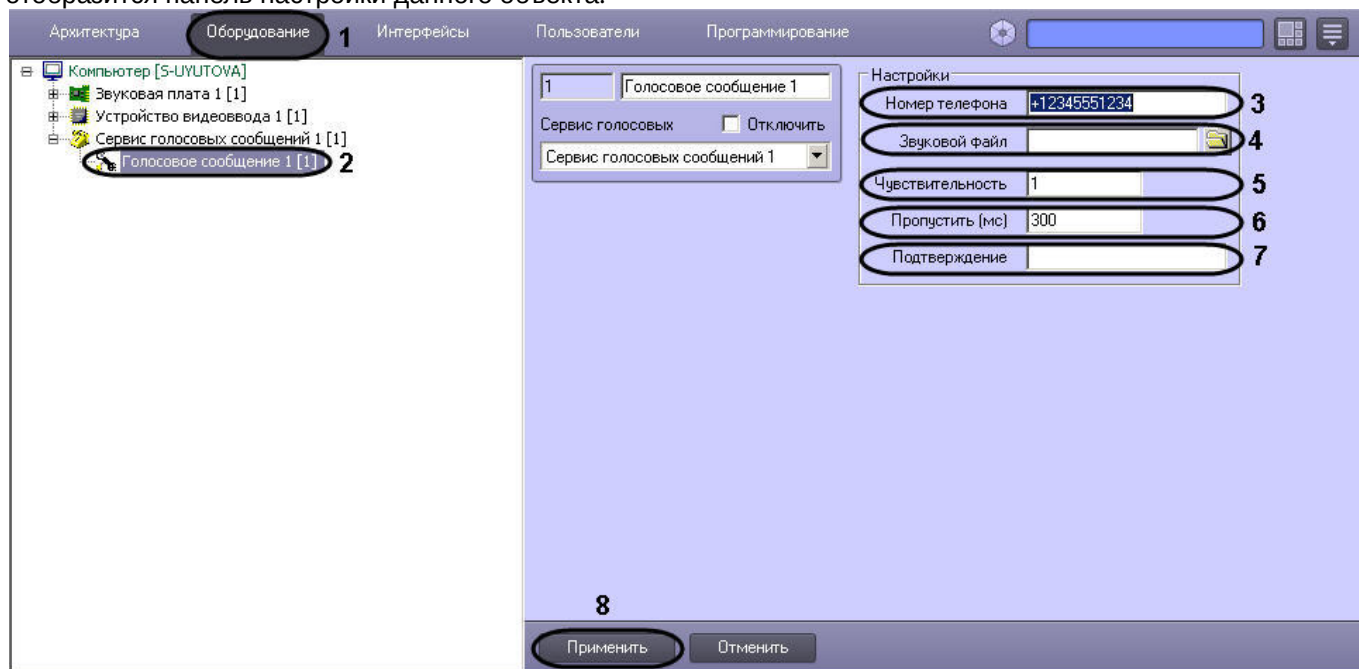 отобразится панель настройки данного объекта.
Архитектура Оборудование 1 Интерфейсы Пользователи Программирование
Компьютер [S-UYUTOVA]
Звуковая плата 1 [1]
Устройство видеоввода 1 [1]
Сервис голосовых сообщений 1 [1]
Голосовое сообщение 1 [1] 2
1 Голосовое сообщение 1
Сервис голосовых Отключить
Сервис голосовых сообщений 1
Настройки
Номер телефона +12345551234 3
Звуковой файл 4
Чувствительность 1 5
Пропустить (мс) 300 6
Подтверждение 7
8
Применить Отменить